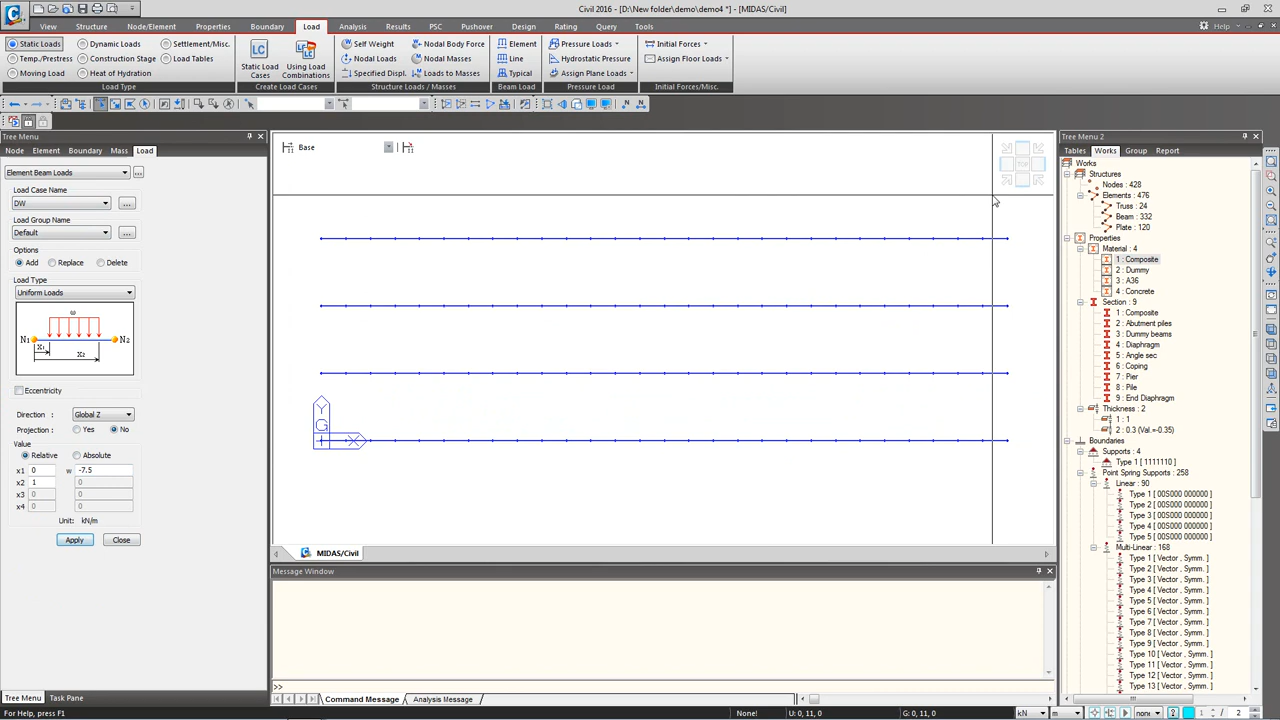 Civil 2016 - [D:\New folder\demo\demo4 *] - [MIDAS/Civil]
View Structure Node/Element Properties Boundary Load Analysis Results PSC Pushover Design Rating Query Tools Help
Static Loads Dynamic Loads Settlement/Misc. Self Weight Nodal Body Force Element Pressure Loads Initial Forces
Temp./Prestress Construction Stage Load Tables Nodal Loads Nodal Masses Line Hydrostatic Pressure Assign Floor Loads
Static Load Cases Using Load Combinations
Moving Load Heat of Hydration Specified Displ. Loads to Masses Typical Assign Plane Loads
Load Type Create Load Cases Structure Loads / Masses Beam Load Pressure Load Initial Forces/Misc.
Tree Menu
Node Element Boundary Mass Load
Element Beam Loads
Load Case Name
DW
Load Group Name
Default
Options
Add Replace Delete
Load Type
Uniform Loads
ω
N1 N2
X1
X2
Eccentricity
Direction : Global Z
Projection : Yes No
Value
Relative Absolute
x1 0 w -7.5
x2 1 0
x3 0 0
x4 0 0
Unit: kN/m
Apply Close
Tree Menu Task Pane
Base
TOP
Y
G
X
MIDAS/Civil
Message Window
>>
Command Message Analysis Message
Tree Menu 2
Tables Works Group Report
Works
Structures
Nodes : 428
Elements : 476
Truss : 24
Beam : 332
Plate : 120
Properties
Material : 4
1 : Composite
2 : Dummy
3 : A36
4 : Concrete
Section : 9
1 : Composite
2 : Abutment piles
3 : Dummy beams
4 : Diaphragm
5 : Angle sec
6 : Coping
7 : Pier
8 : Pile
9 : End Diaphragm
Thickness : 2
1 : 1
2 : 0.3 (Val.=-0.35)
Boundaries
Supports : 4
Type 1 [ 1111110 ]
Point Spring Supports : 258
Linear : 90
Type 1 [ 00S000 000000 ]
Type 2 [ 00S000 000000 ]
Type 3 [ 00S000 000000 ]
Type 4 [ 00S000 000000 ]
Type 5 [ 00S000 000000 ]
Multi-Linear : 168
Type 1 [ Vector , Symm. ]
Type 2 [ Vector , Symm. ]
Type 3 [ Vector , Symm. ]
Type 4 [ Vector , Symm. ]
Type 5 [ Vector , Symm. ]
Type 6 [ Vector , Symm. ]
Type 7 [ Vector , Symm. ]
Type 8 [ Vector , Symm. ]
Type 9 [ Vector , Symm. ]
Type 10 [ Vector , Symm. ]
Type 11 [ Vector , Symm. ]
Type 12 [ Vector , Symm. ]
Type 13 [ Vector , Symm. ]
For Help, press F1 None! U: 0, 11, 0 G: 0, 11, 0 kN m none 1 / 2